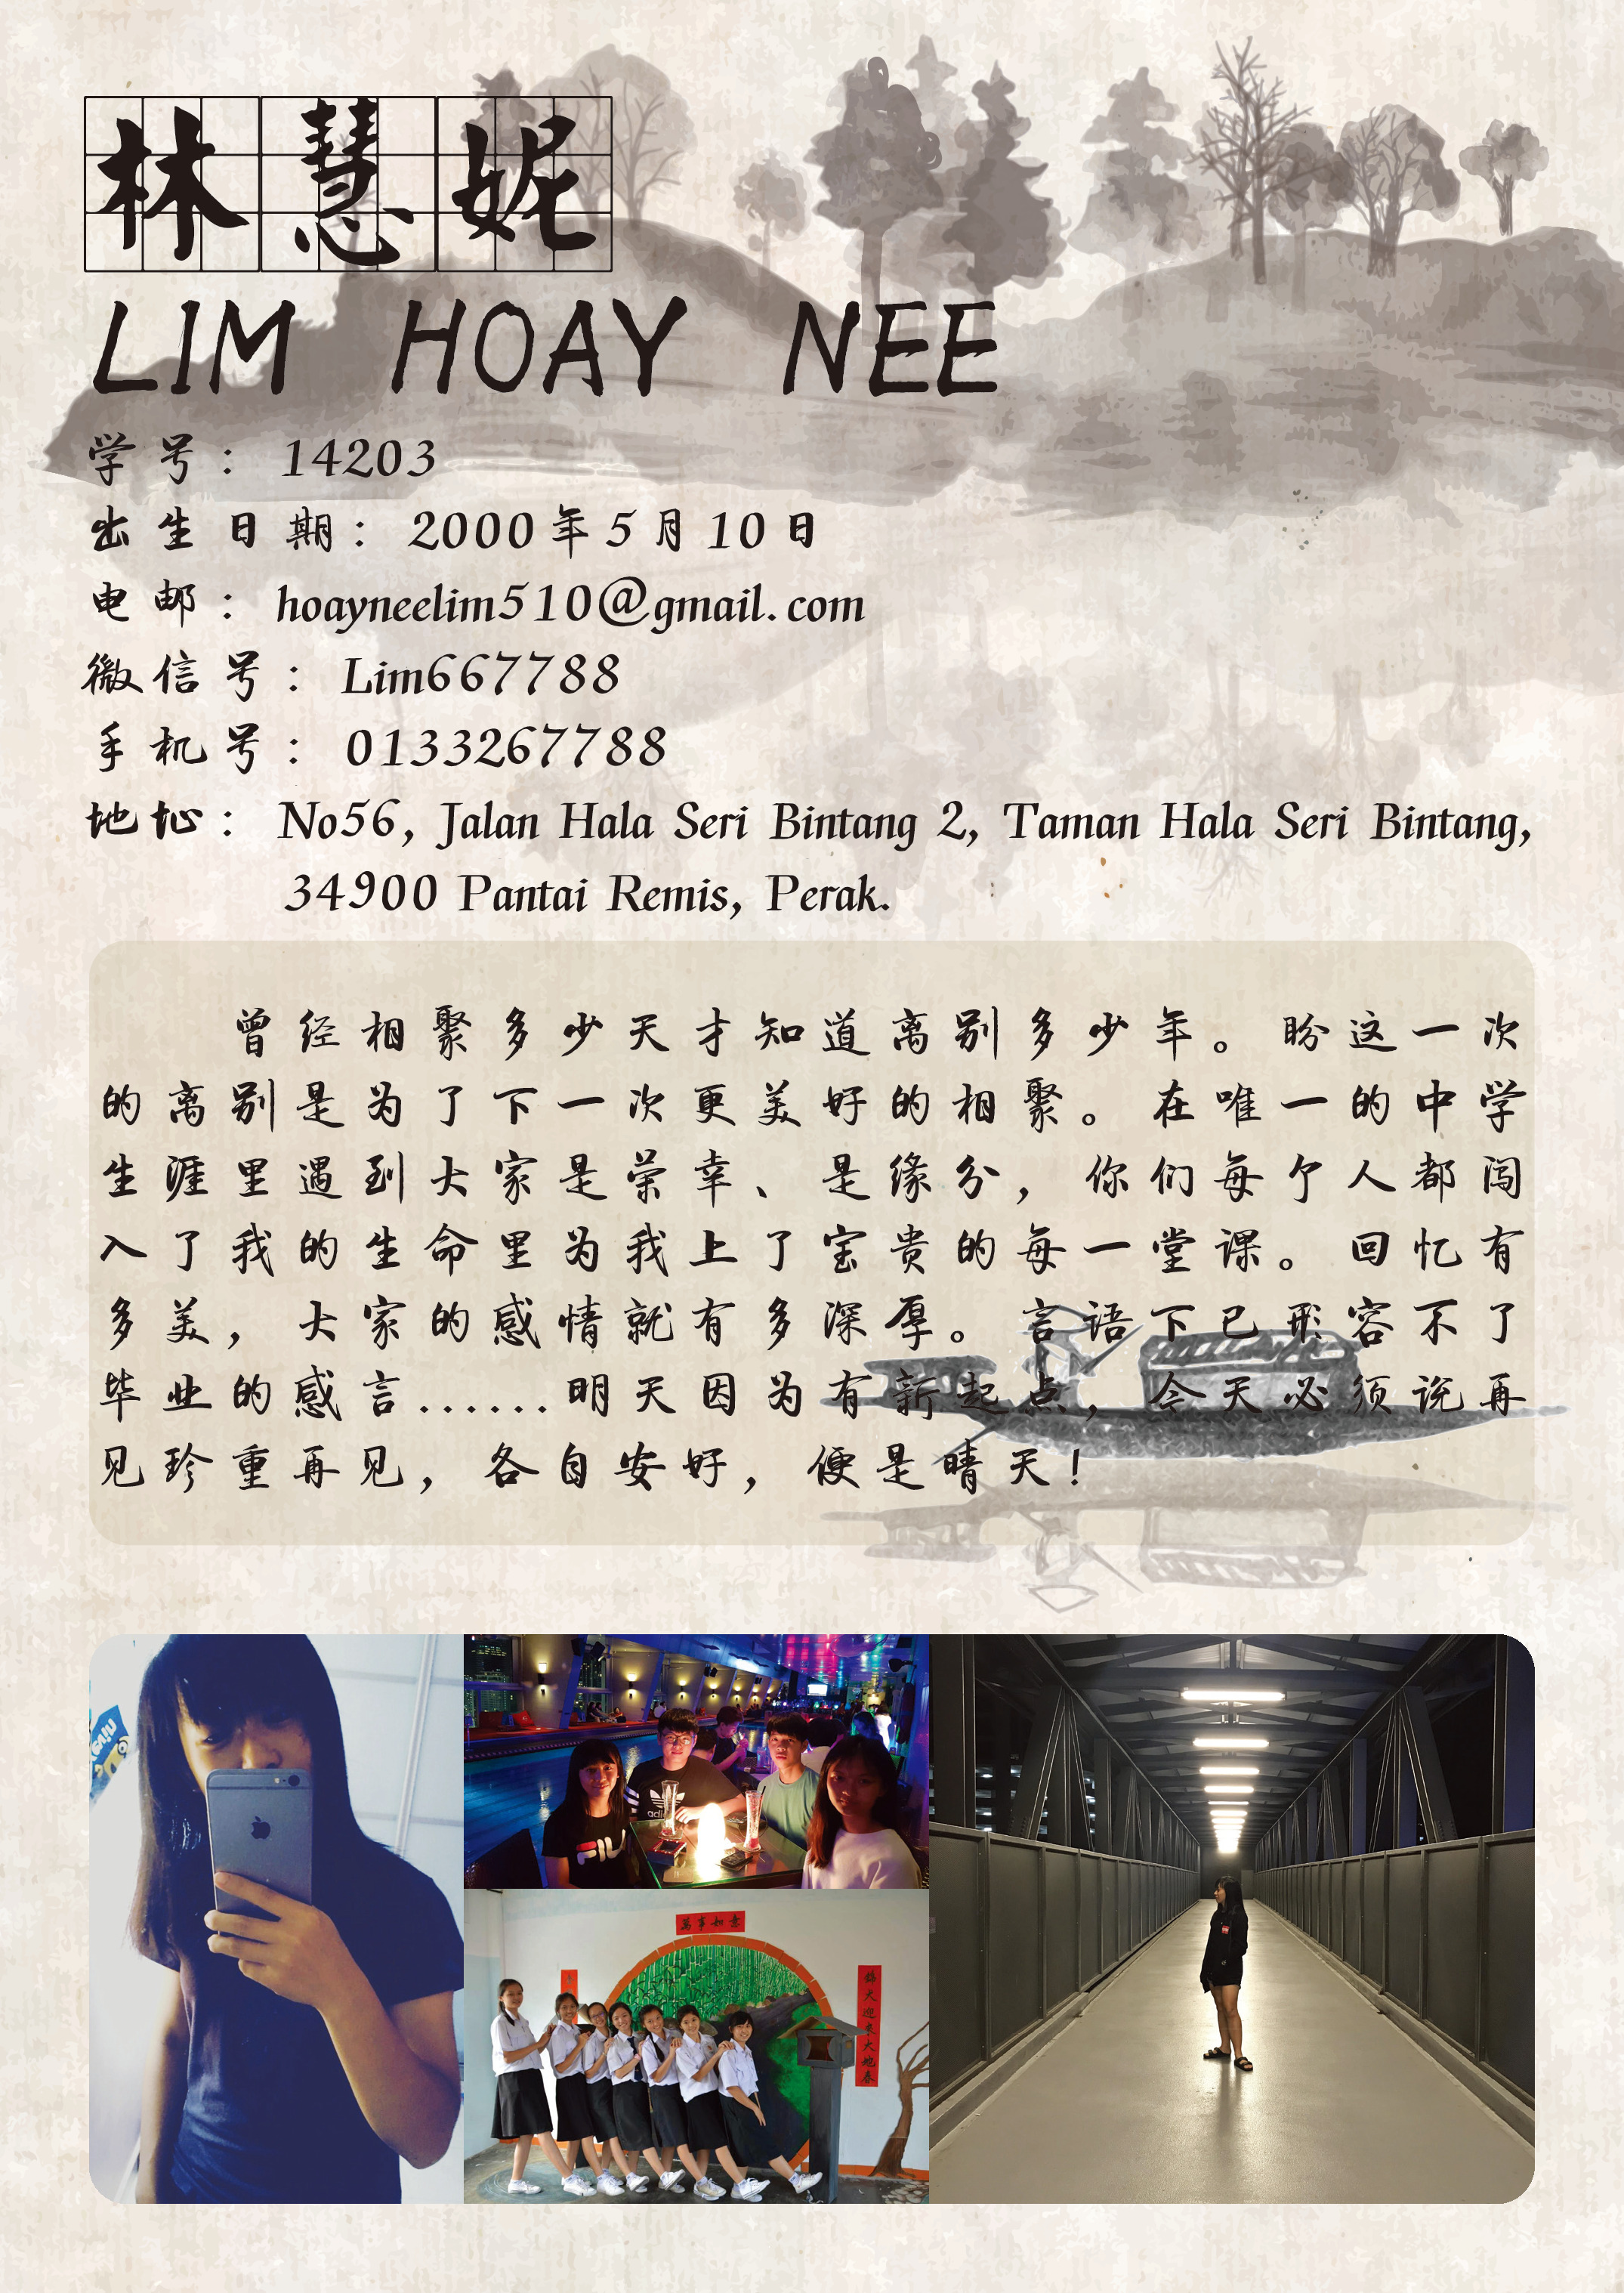 林慧妮
LIM HOAY NEE
学号： 14203
出生日期： 2000年5月10日
电邮： hoayneelim510@gmail.com
微信号： Lim667788
手机号： 0133267788
地址： No56, Jalan Hala Seri Bintang 2, Taman Hala Seri Bintang,
34900 Pantai Remis, Perak.
曾经相聚多少天才知道离别多少年。盼这一次
的离别是为了下一次更美好的相聚。在唯一的中学
生涯里遇到大家是荣幸、是缘分，你们每个人都闯
入了我的生命里为我上了宝贵的每一堂课。回忆有
多美，大家的感情就有多深厚。言语下已形容不了
毕业的感言......明天因为有新起点，今天必须说再
见珍重再见，各自安好，便是晴天！
adidas
FILA
萬事如意
錦天迎來大地春